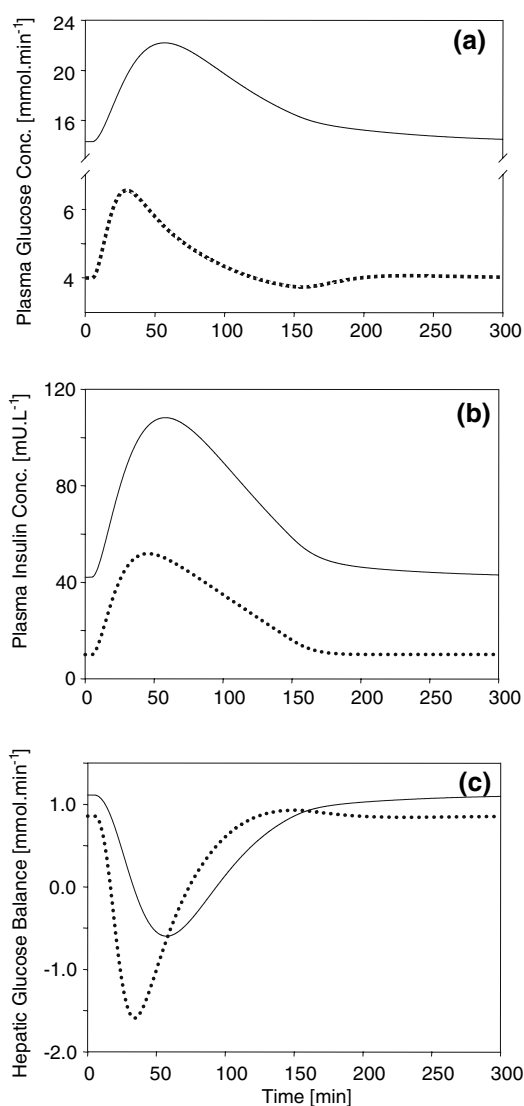 (a)
Plasma Glucose Conc. [mmol.min-1]
24
20
16
6
4
0 50 100 150 200 250 300
(b)
Plasma Insulin Conc. [mU.L-1]
120
80
40
0
0 50 100 150 200 250 300
(c)
Hepatic Glucose Balance [mmol.min-1]
1.0
0.0
-1.0
-2.0
0 50 100 150 200 250 300
Time [min]